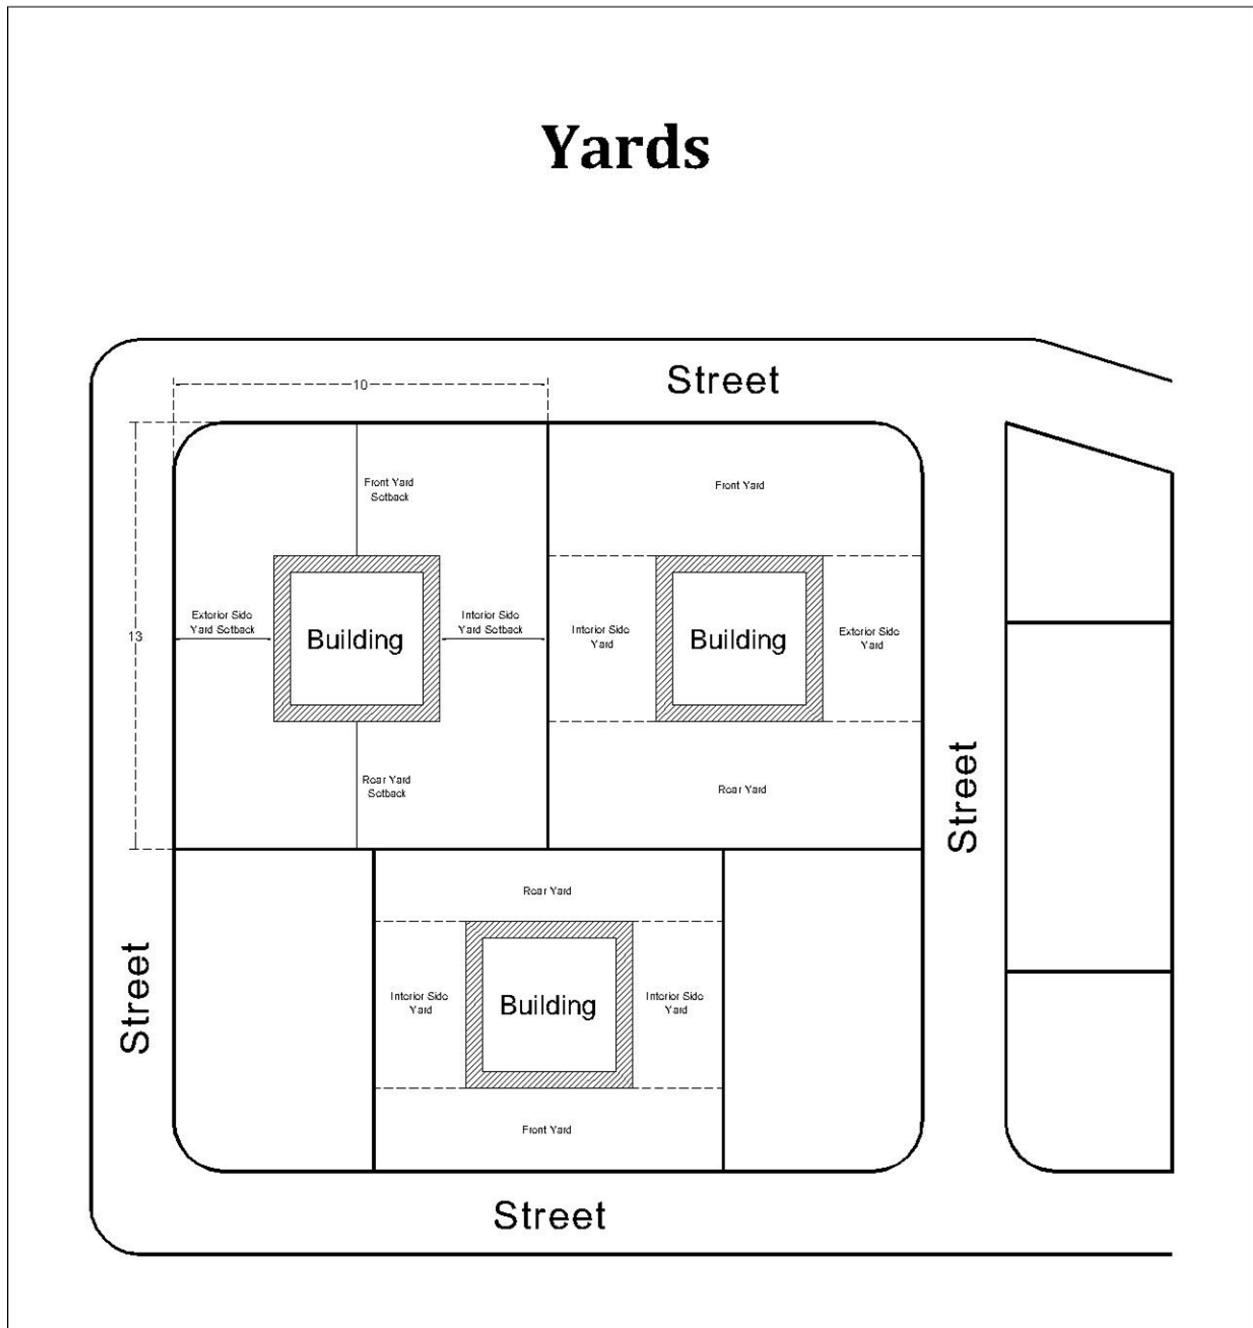 Yards
Street
10
Front Yard
Setback
Front Yard
13
Exterior Side
Yard Setback
Building
Interior Side
Yard Setback
Interior Side
Yard
Building
Exterior Side
Yard
Rear Yard
Setback
Rear Yard
Street
Rear Yard
Street
Interior Side
Yard
Building
Interior Side
Yard
Front Yard
Street